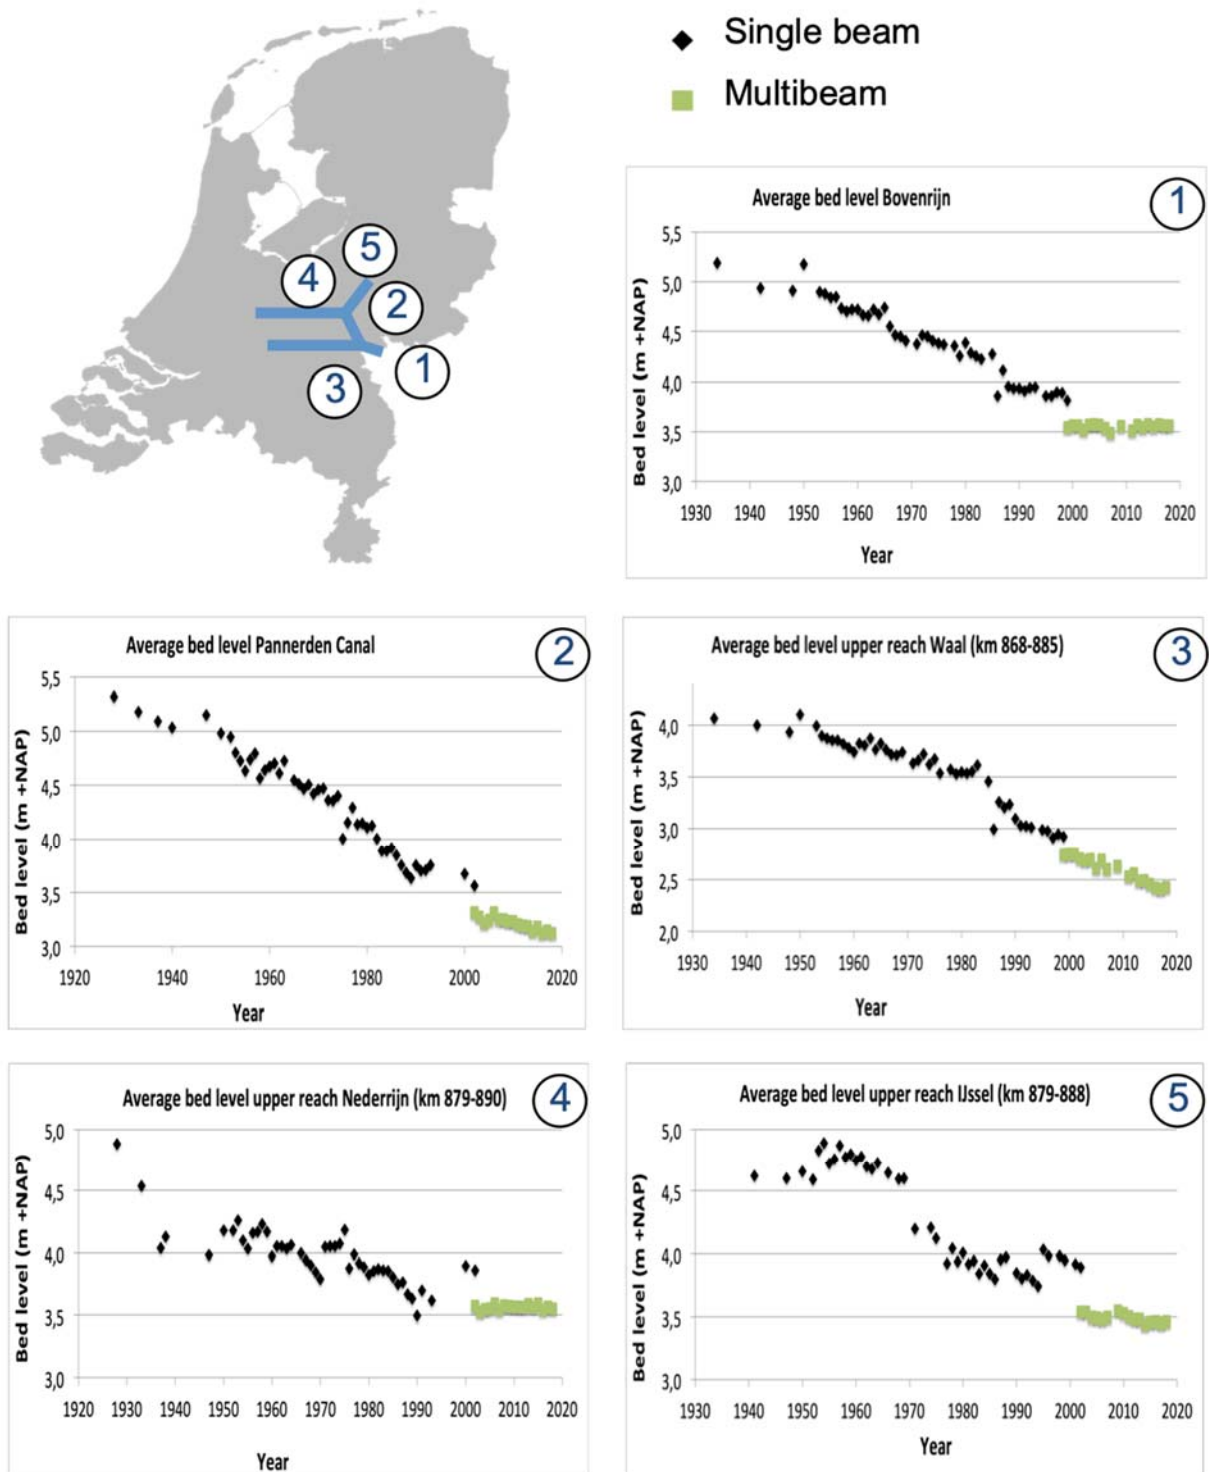 Single beam
Multibeam
5
4
2
1
3
Average bed level Bovenrijn
1
Bed level (m +NAP)
5,5
5,0
4,5
4,0
3,5
3,0
1930 1940 1950 1960 1970 1980 1990 2000 2010 2020
Year
Average bed level Pannerden Canal
2
Bed level (m +NAP)
5,5
5,0
4,5
4,0
3,5
3,0
1920 1940 1960 1980 2000 2020
Year
Average bed level upper reach Waal (km 868-885)
3
Bed level (m +NAP)
4,0
3,5
3,0
2,5
2,0
1930 1940 1950 1960 1970 1980 1990 2000 2010 2020
Year
Average bed level upper reach Nederrijn (km 879-890)
4
Bed level (m +NAP)
5,0
4,5
4,0
3,5
3,0
1920 1930 1940 1950 1960 1970 1980 1990 2000 2010 2020
Year
Average bed level upper reach IJssel (km 879-888)
5
Bed level (m +NAP)
5,0
4,5
4,0
3,5
3,0
1930 1940 1950 1960 1970 1980 1990 2000 2010 2020
Year